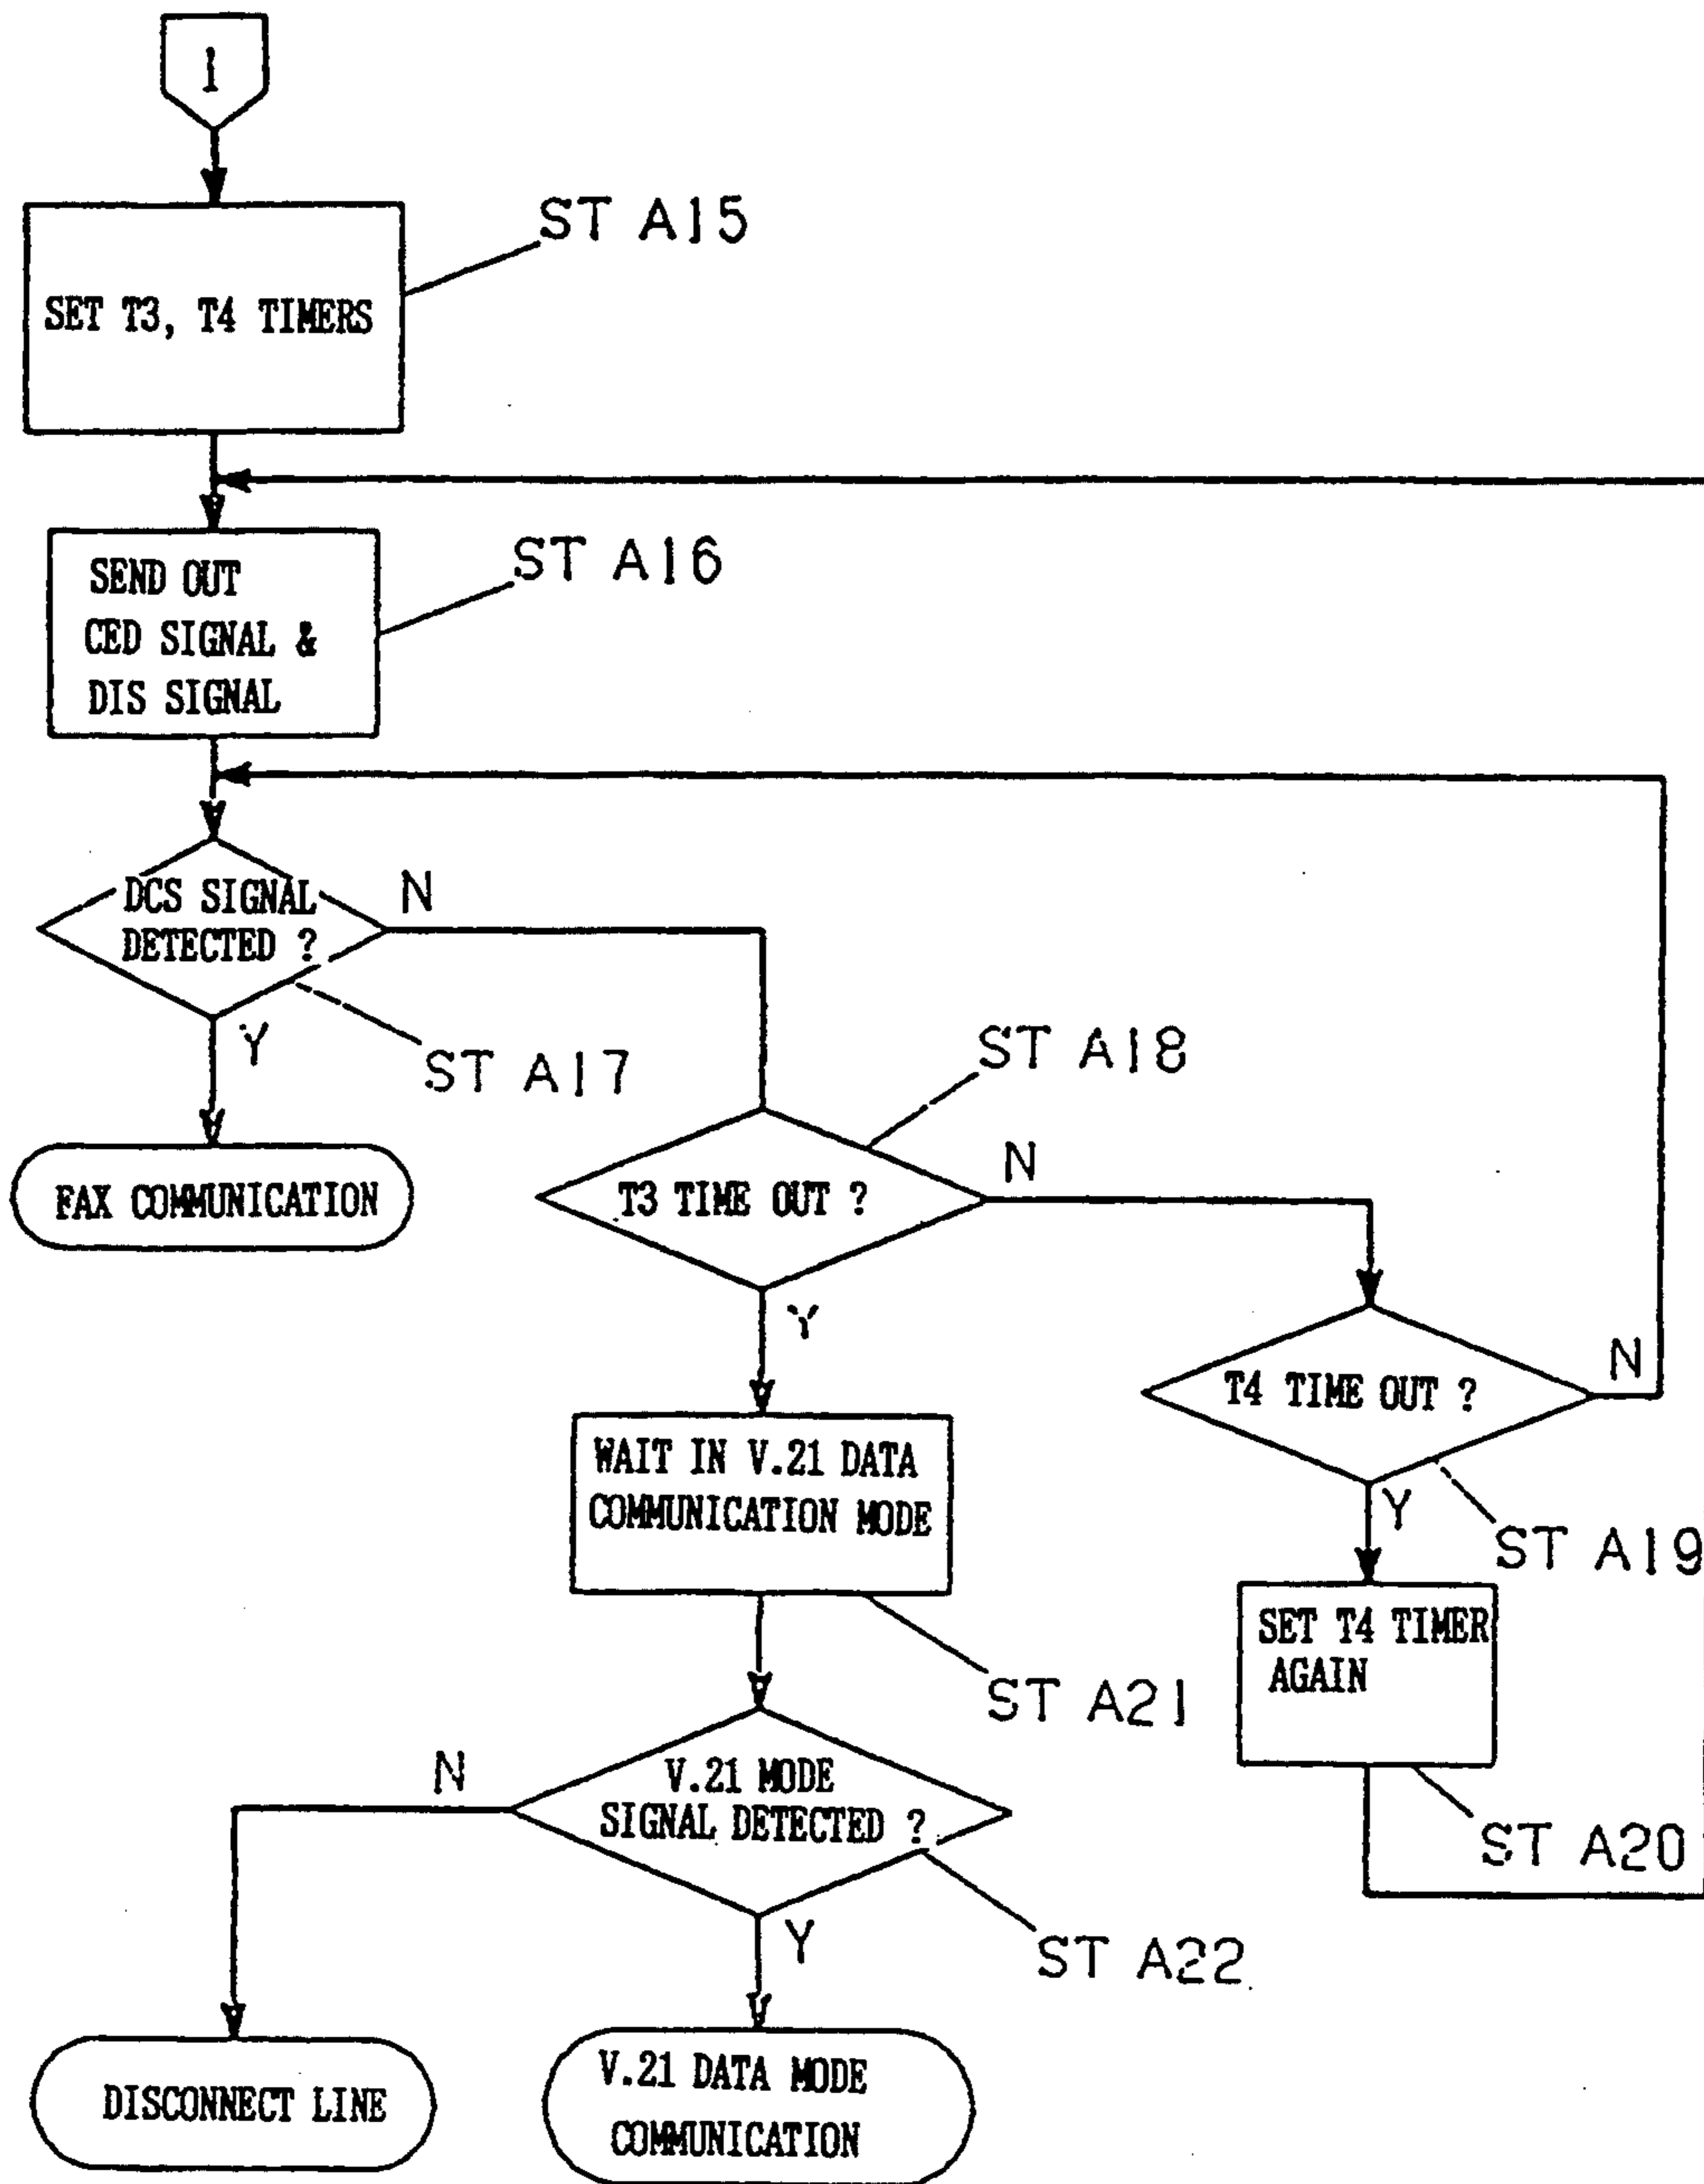 1
ST A15
SET T3, T4 TIMERS
ST A16
SEND OUT
CED SIGNAL &
DIS SIGNAL
DCS SIGNAL
DETECTED ?
N
Y
ST A17
ST A18
FAX COMMUNICATION
T3 TIME OUT ?
N
Y
T4 TIME OUT ?
N
Y
ST A19
WAIT IN V.21 DATA
COMMUNICATION MODE
ST A21
SET T4 TIMER
AGAIN
ST A20
V.21 MODE
SIGNAL DETECTED ?
N
Y
ST A22
DISCONNECT LINE
V.21 DATA MODE
COMMUNICATION